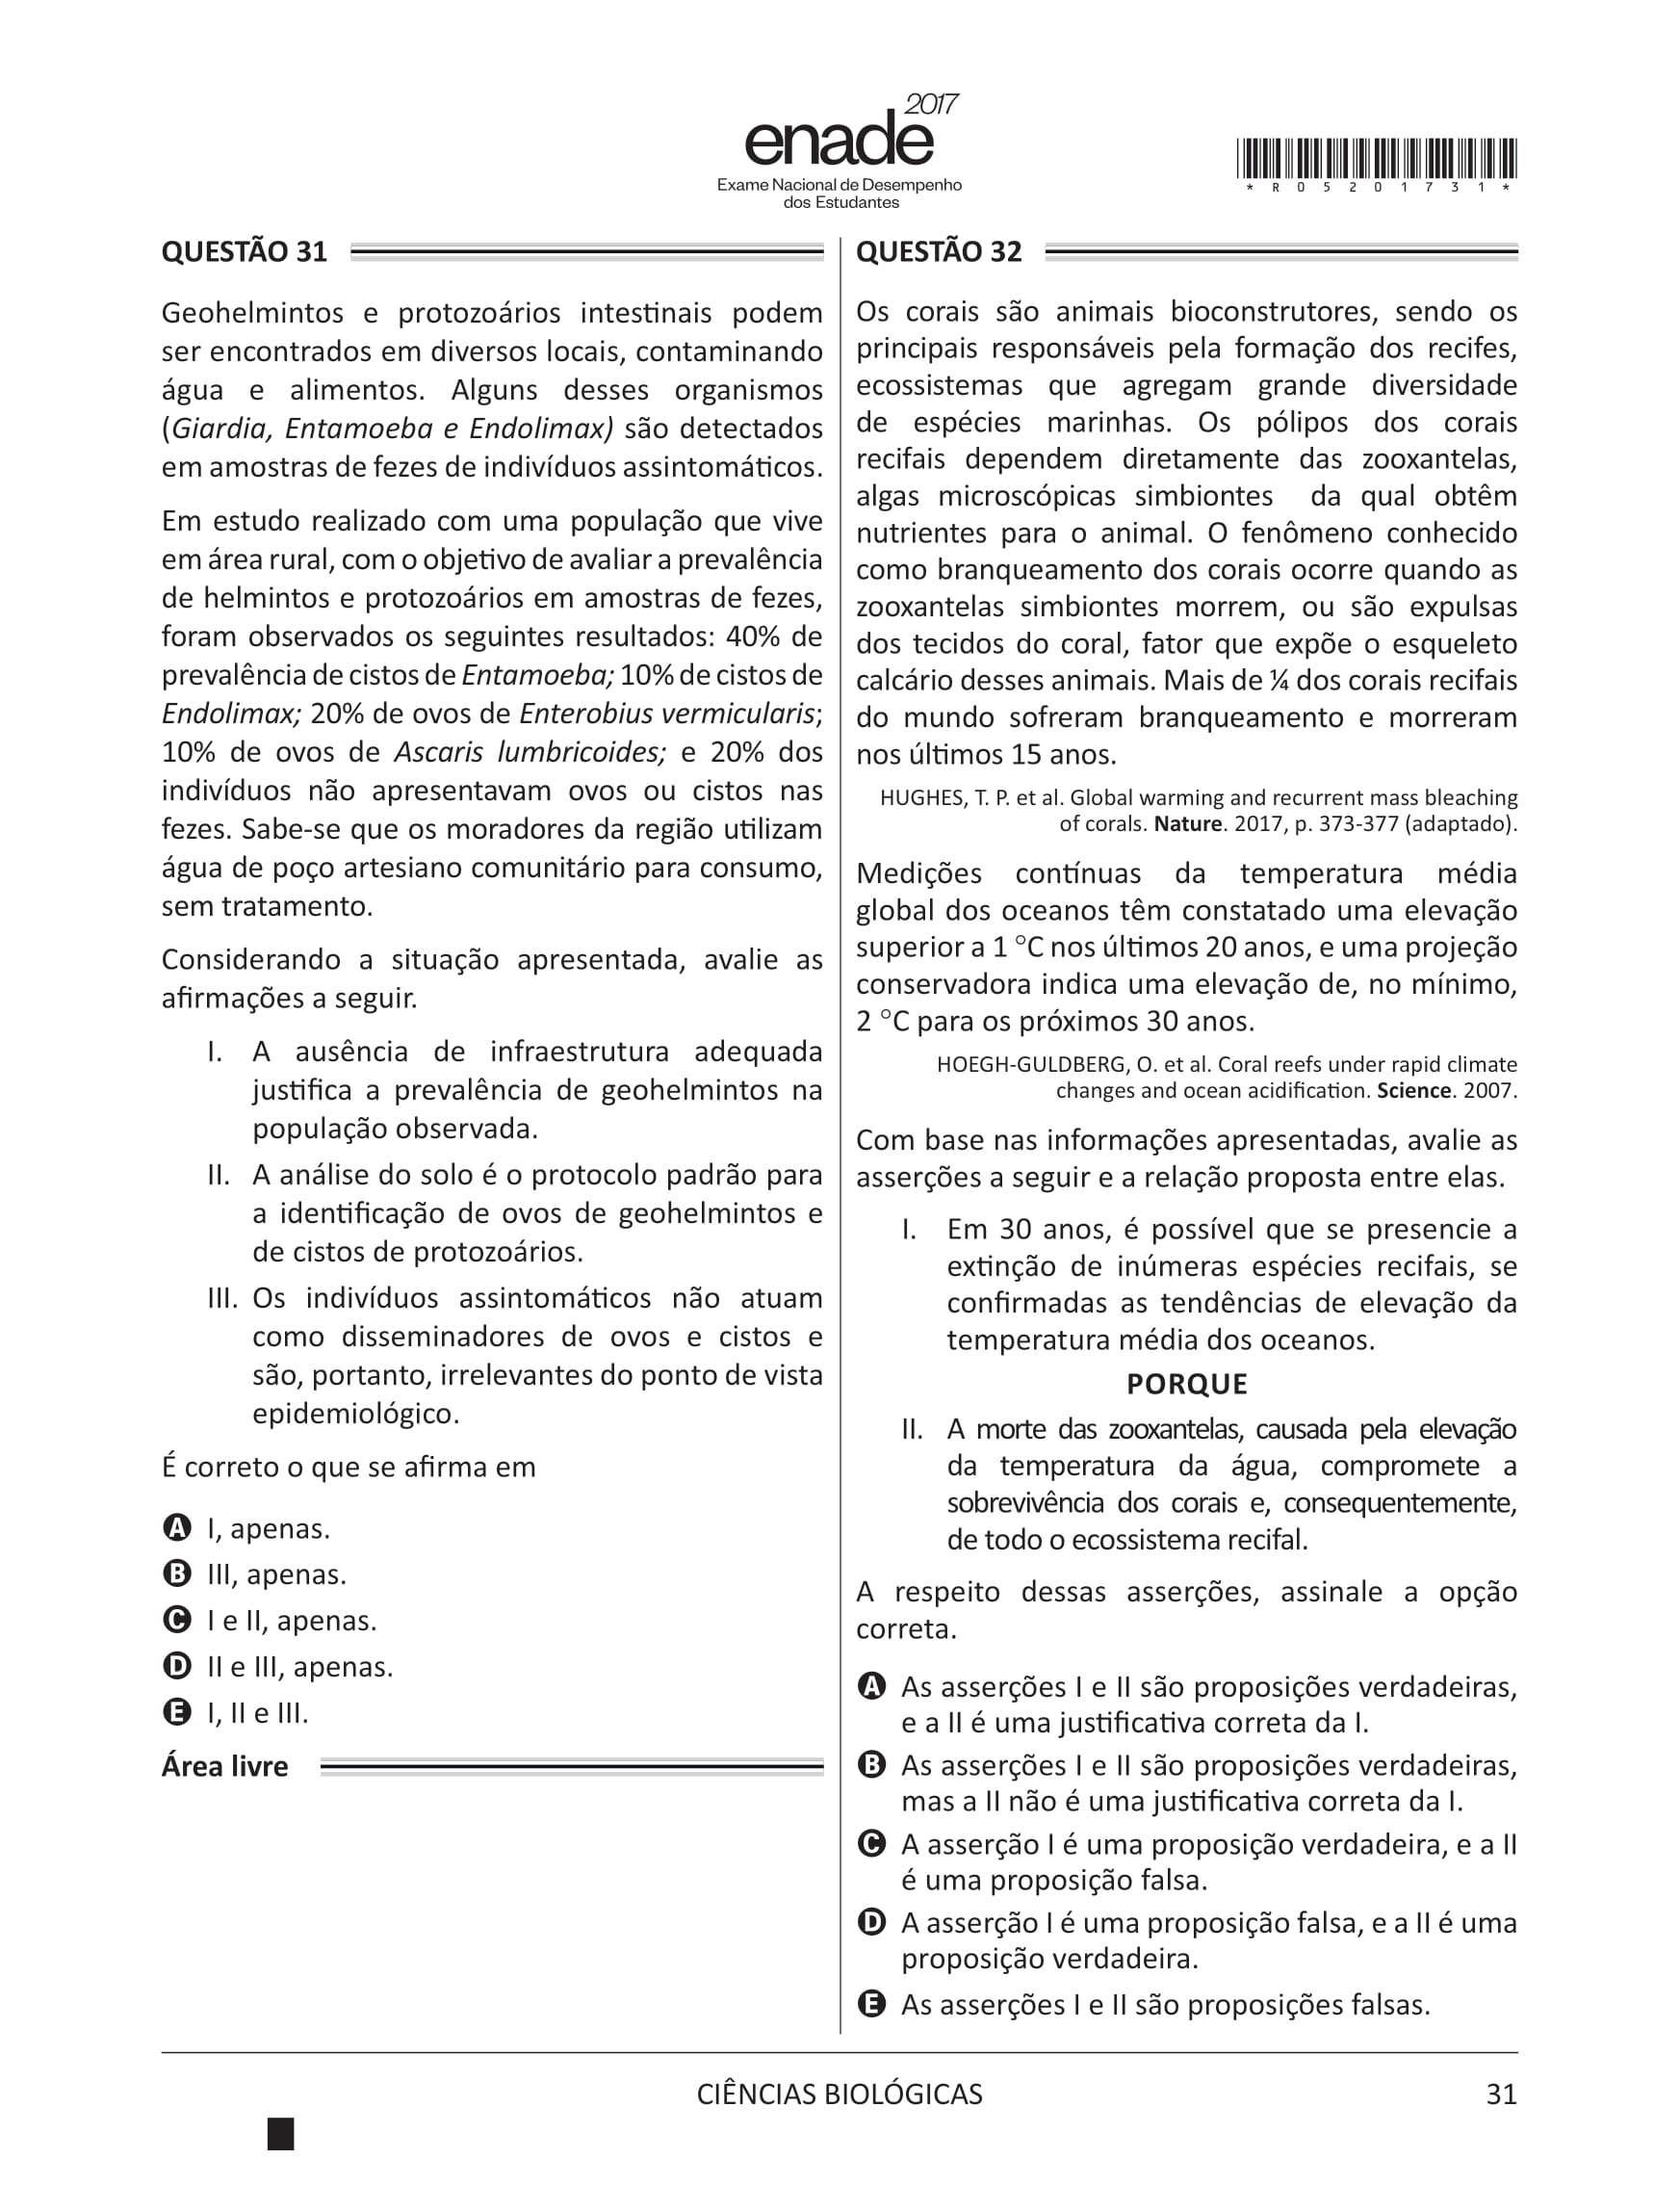 2017
enade
Exame Nacional de Desempenho
dos Estudantes
*R05201731*
QUESTÃO 31
Geohelmintos e protozoários intestinais podem
ser encontrados em diversos locais, contaminando
água e alimentos. Alguns desses organismos
(Giardia, Entamoeba e Endolimax) são detectados
em amostras de fezes de indivíduos assintomáticos.
Em estudo realizado com uma população que vive
em área rural, com o objetivo de avaliar a prevalência
de helmintos e protozoários em amostras de fezes,
foram observados os seguintes resultados: 40% de
prevalência de cistos de Entamoeba; 10% de cistos de
Endolimax; 20% de ovos de Enterobius vermicularis;
10% de ovos de Ascaris lumbricoides; e 20% dos
indivíduos não apresentavam ovos ou cistos nas
fezes. Sabe-se que os moradores da região utilizam
água de poço artesiano comunitário para consumo,
sem tratamento.
Considerando a situação apresentada, avalie as
afirmações a seguir.
I. A ausência de infraestrutura adequada
justifica a prevalência de geohelmintos na
população observada.
II. A análise do solo é o protocolo padrão para
a identificação de ovos de geohelmintos e
de cistos de protozoários.
III. Os indivíduos assintomáticos não atuam
como disseminadores de ovos e cistos e
são, portanto, irrelevantes do ponto de vista
epidemiológico.
É correto o que se afirma em
A I, apenas.
B III, apenas.
C I e II, apenas.
D II e III, apenas.
E I, II e III.
Área livre
QUESTÃO 32
Os corais são animais bioconstrutores, sendo os
principais responsáveis pela formação dos recifes,
ecossistemas que agregam grande diversidade
de espécies marinhas. Os pólipos dos corais
recifais dependem diretamente das zooxantelas,
algas microscópicas simbiontes da qual obtêm
nutrientes para o animal. O fenômeno conhecido
como branqueamento dos corais ocorre quando as
zooxantelas simbiontes morrem, ou são expulsas
dos tecidos do coral, fator que expõe o esqueleto
calcário desses animais. Mais de ¼ dos corais recifais
do mundo sofreram branqueamento e morreram
nos últimos 15 anos.
HUGHES, T. P. et al. Global warming and recurrent mass bleaching
of corals. Nature. 2017, p. 373-377 (adaptado).
Medições contínuas da temperatura média
global dos oceanos têm constatado uma elevação
superior a 1 °C nos últimos 20 anos, e uma projeção
conservadora indica uma elevação de, no mínimo,
2 °C para os próximos 30 anos.
HOEGH-GULDBERG, O. et al. Coral reefs under rapid climate
changes and ocean acidification. Science. 2007.
Com base nas informações apresentadas, avalie as
asserções a seguir e a relação proposta entre elas.
I. Em 30 anos, é possível que se presencie a
extinção de inúmeras espécies recifais, se
confirmadas as tendências de elevação da
temperatura média dos oceanos.
PORQUE
II. A morte das zooxantelas, causada pela elevação
da temperatura da água, compromete a
sobrevivência dos corais e, consequentemente,
de todo o ecossistema recifal.
A respeito dessas asserções, assinale a opção
correta.
A As asserções I e II são proposições verdadeiras,
e a II é uma justificativa correta da I.
B As asserções I e II são proposições verdadeiras,
mas a II não é uma justificativa correta da I.
C A asserção I é uma proposição verdadeira, e a II
é uma proposição falsa.
D A asserção I é uma proposição falsa, e a II é uma
proposição verdadeira.
E As asserções I e II são proposições falsas.
CIÊNCIAS BIOLÓGICAS
31